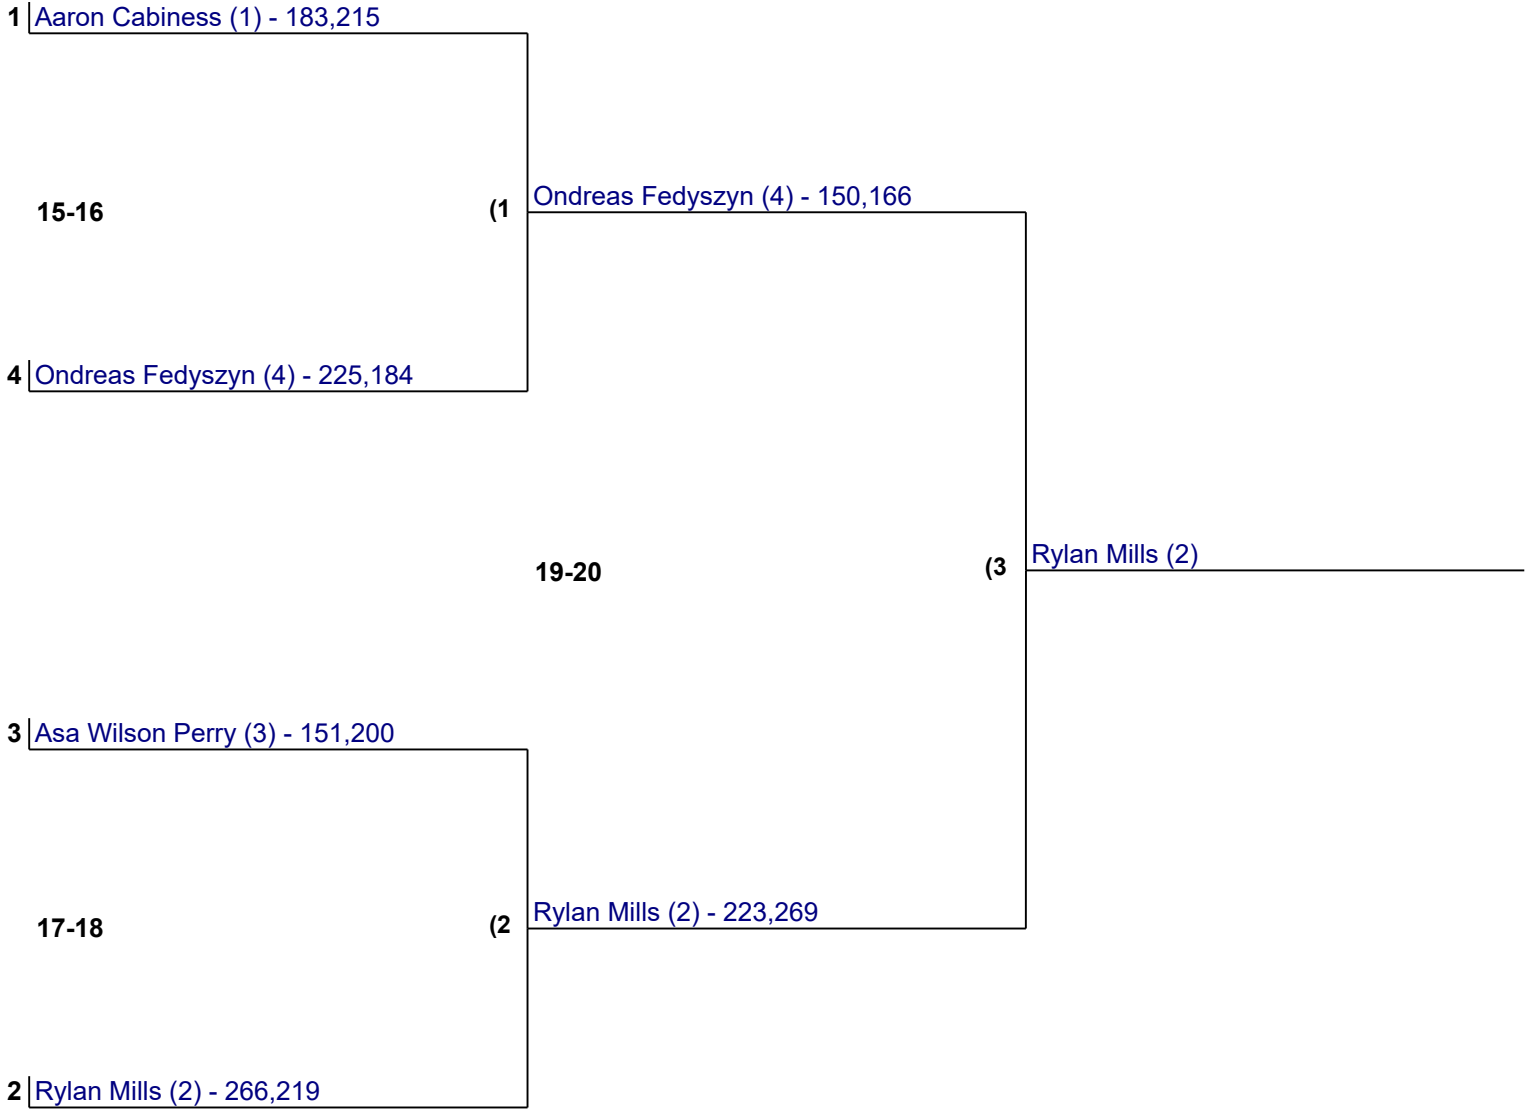 1 Aaron Cabiness (1) - 183,215
15-16
(1
Ondreas Fedyszyn (4) - 150,166
4 Ondreas Fedyszyn (4) - 225,184
19-20
(3
Rylan Mills (2)
3 Asa Wilson Perry (3) - 151,200
17-18
(2
Rylan Mills (2) - 223,269
2 Rylan Mills (2) - 266,219